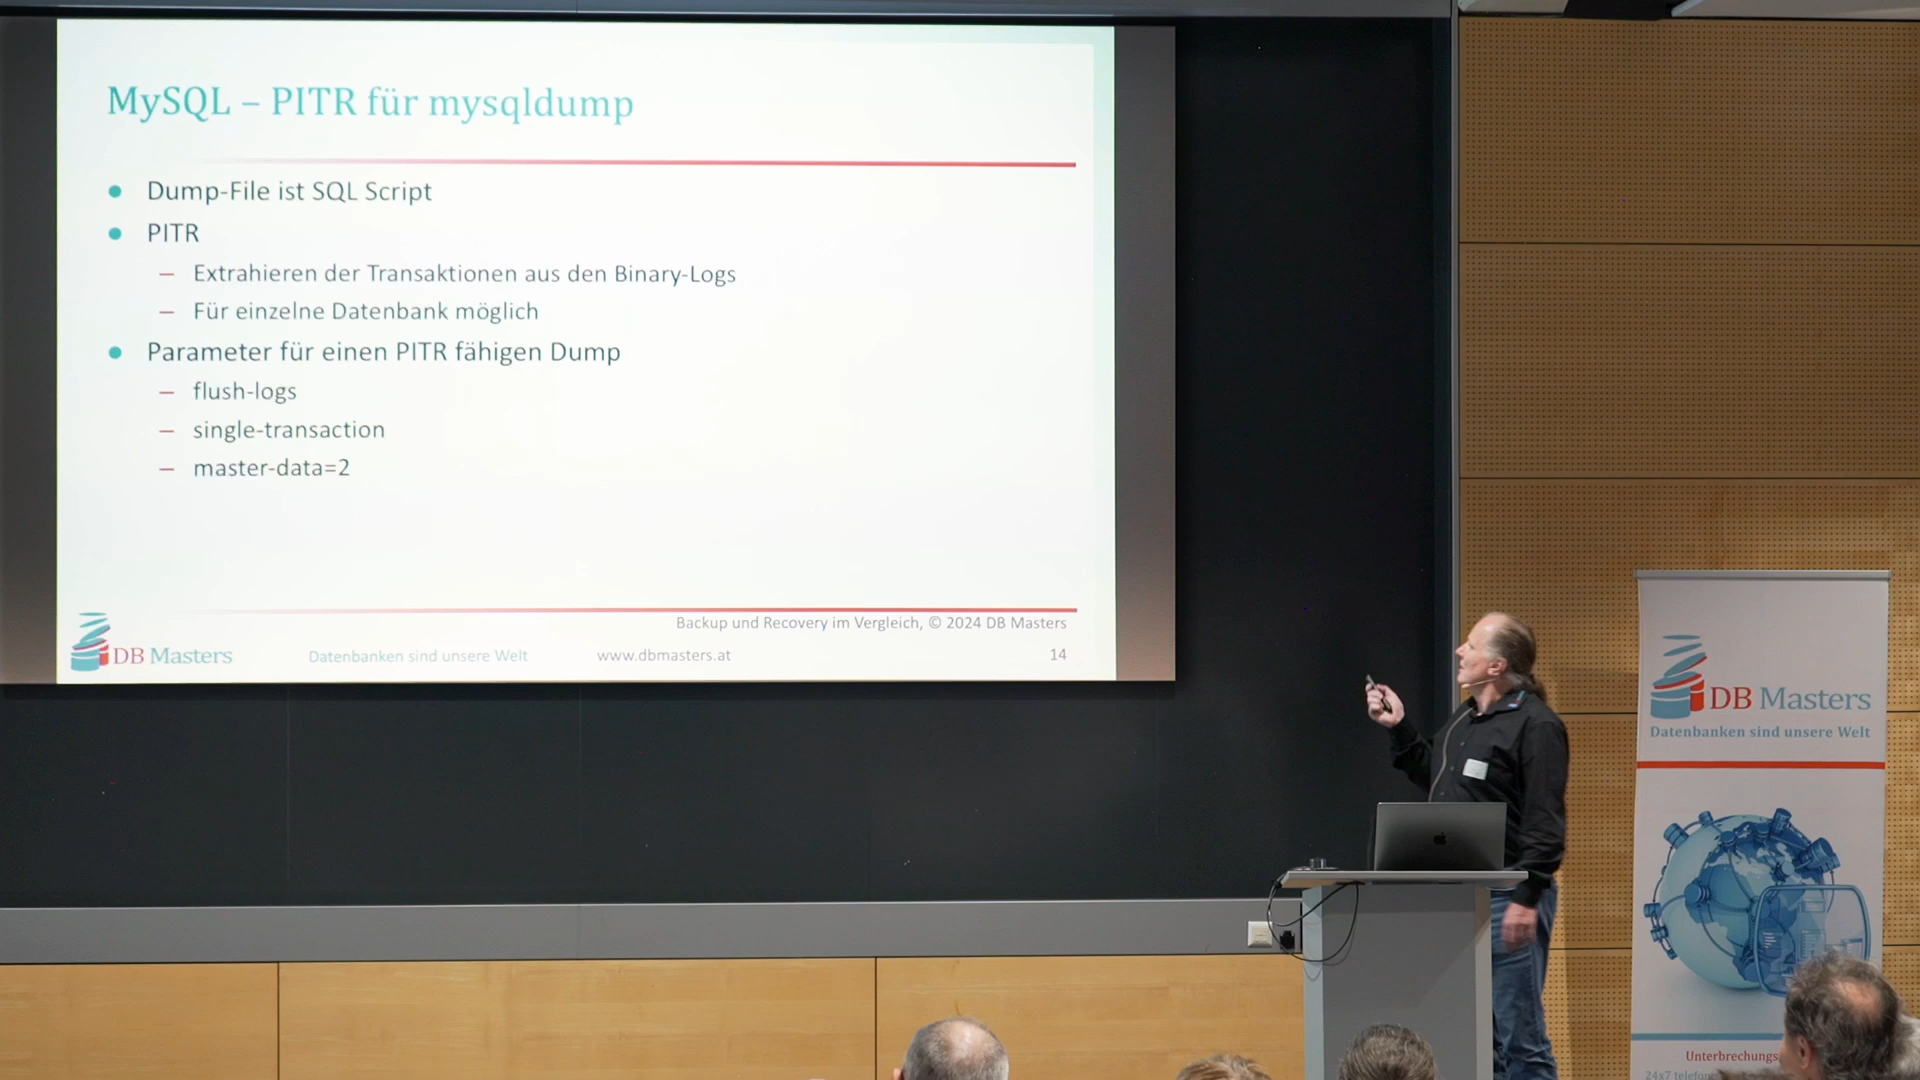 MySQL – PITR für mysqldump
Dump-File ist SQL Script
PITR
– Extrahieren der Transaktionen aus den Binary-Logs
– Für einzelne Datenbank möglich
Parameter für einen PITR fähigen Dump
– flush-logs
– single-transaction
– master-data=2
Backup und Recovery im Vergleich, © 2024 DB Masters
DB Masters
Datenbanken sind unsere Welt
www.dbmasters.at
14
DB Masters
Datenbanken sind unsere Welt
Unterbrechungs
24x7 telefon